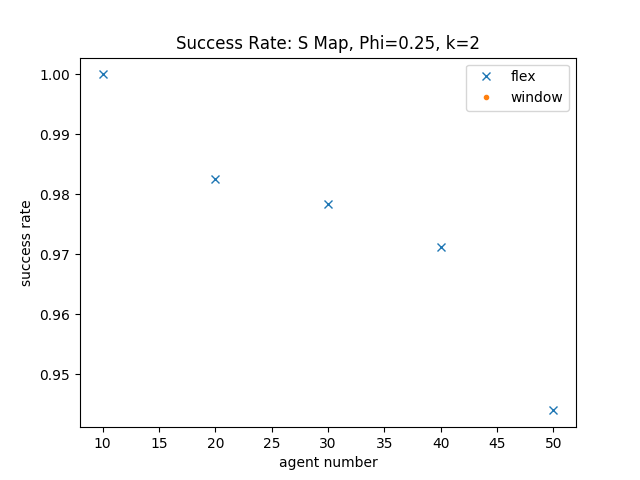 Success Rate: S Map, Phi=0.25, k=2
flex
window
1.00
0.99
0.98
0.97
0.96
0.95
success rate
10 15 20 25 30 35 40 45 50
agent number